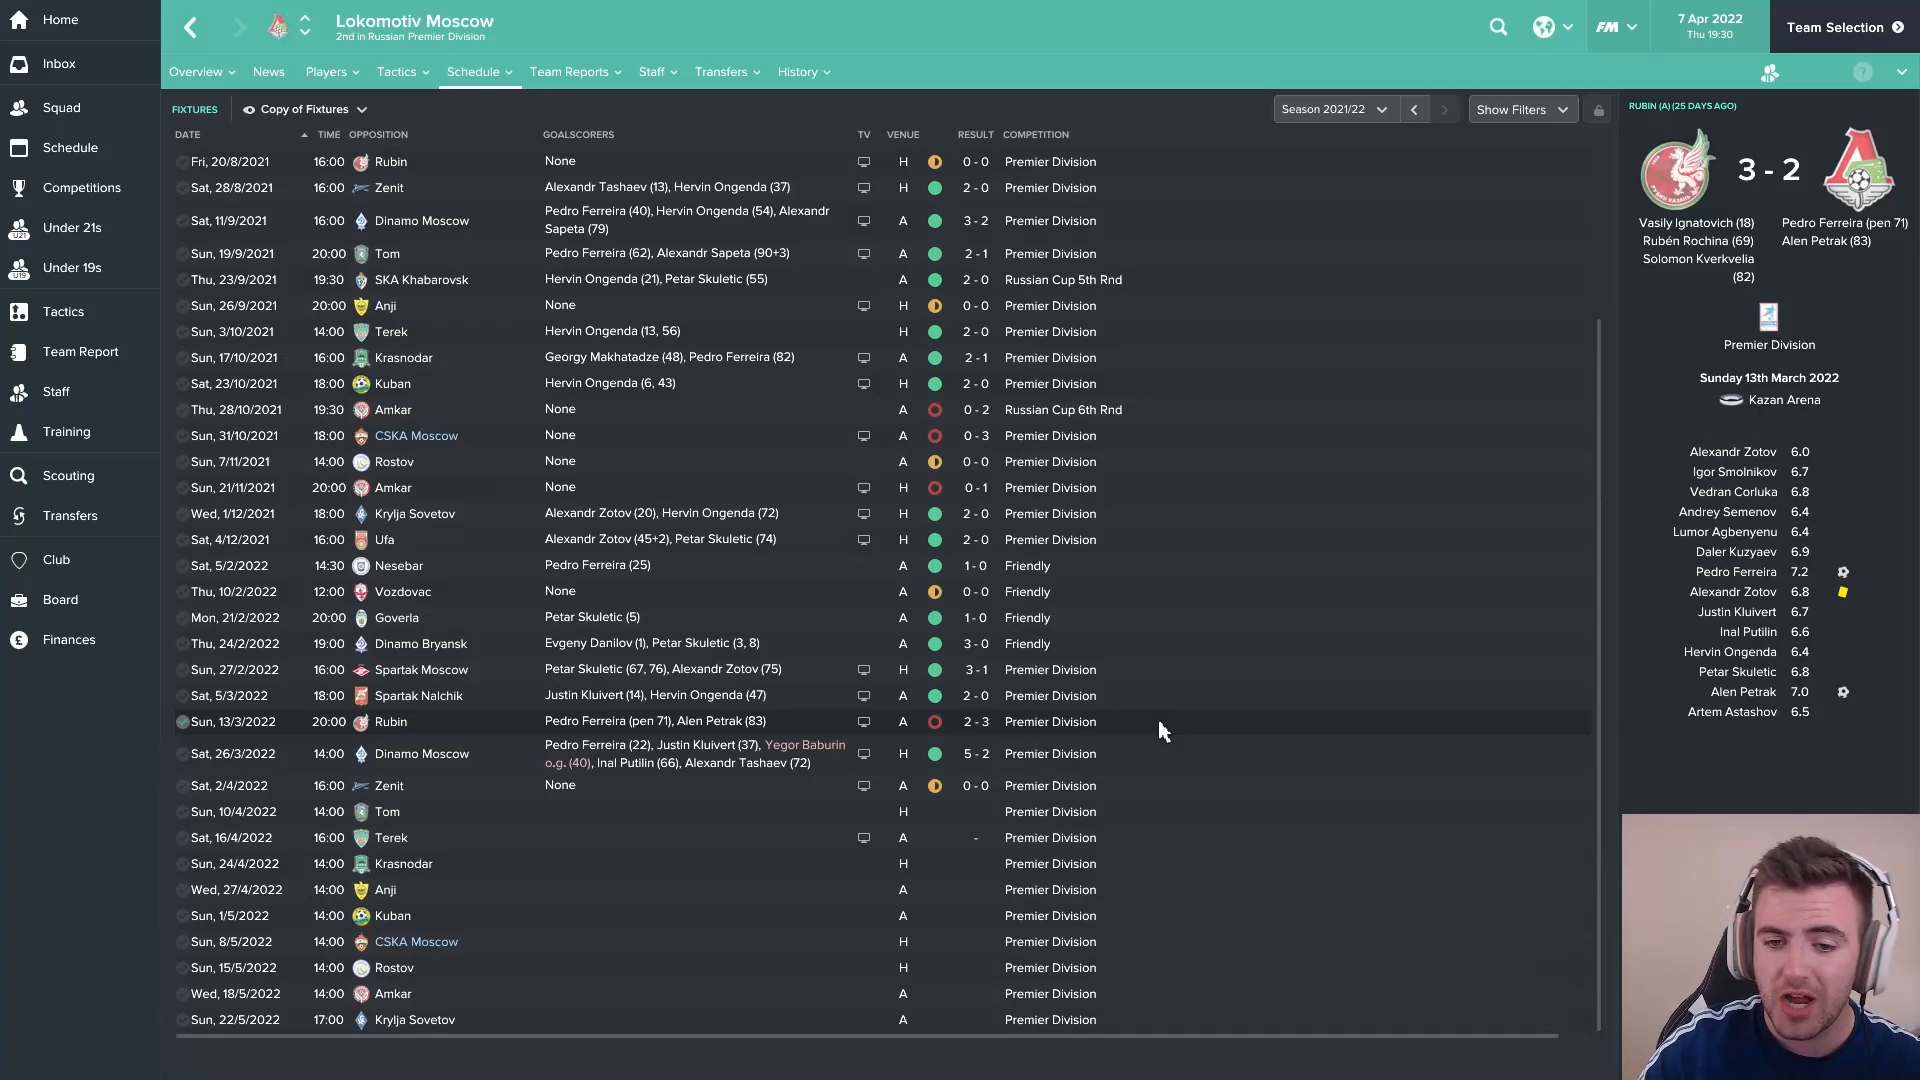 Home
Inbox
Squad
Schedule
Competitions
Under 21s
Under 19s
Tactics
Team Report
Staff
Training
Scouting
Transfers
Club
Board
Finances
Lokomotiv Moscow
2nd in Russian Premier Division
FM
7 Apr 2022
Thu 19:30
Team Selection
Overview News Players Tactics Schedule Team Reports Staff Transfers History
FIXTURES Copy of Fixtures Season 2021/22 Show Filters
DATE TIME OPPOSITION GOALSCORERS TV VENUE RESULT COMPETITION
Fri, 20/8/2021 16:00 Rubin None H 0 - 0 Premier Division
Sat, 28/8/2021 16:00 Zenit Alexandr Tashaev (13), Hervin Ongenda (37) H 2 - 0 Premier Division
Sat, 11/9/2021 16:00 Dinamo Moscow Pedro Ferreira (40), Hervin Ongenda (54), Alexandr A 3 - 2 Premier Division
Sapeta (79)
Sun, 19/9/2021 20:00 Tom Pedro Ferreira (62), Alexandr Sapeta (90+3) A 2 - 1 Premier Division
Thu, 23/9/2021 19:30 SKA Khabarovsk Hervin Ongenda (21), Petar Skuletic (55) A 2 - 0 Russian Cup 5th Rnd
Sun, 26/9/2021 20:00 Anji None H 0 - 0 Premier Division
Sun, 3/10/2021 14:00 Terek Hervin Ongenda (13, 56) H 2 - 0 Premier Division
Sun, 17/10/2021 16:00 Krasnodar Georgy Makhatadze (48), Pedro Ferreira (82) A 2 - 1 Premier Division
Sat, 23/10/2021 18:00 Kuban Hervin Ongenda (6, 43) H 2 - 0 Premier Division
Thu, 28/10/2021 19:30 Amkar None A 0 - 2 Russian Cup 6th Rnd
Sun, 31/10/2021 18:00 CSKA Moscow None A 0 - 3 Premier Division
Sun, 7/11/2021 14:00 Rostov None A 0 - 0 Premier Division
Sun, 21/11/2021 20:00 Amkar None H 0 - 1 Premier Division
Wed, 1/12/2021 18:00 Krylja Sovetov Alexandr Zotov (20), Hervin Ongenda (72) H 2 - 0 Premier Division
Sat, 4/12/2021 16:00 Ufa Alexandr Zotov (45+2), Petar Skuletic (74) H 2 - 0 Premier Division
Sat, 5/2/2022 14:30 Nesebar Pedro Ferreira (25) A 1 - 0 Friendly
Thu, 10/2/2022 12:00 Vozdovac None A 0 - 0 Friendly
Mon, 21/2/2022 20:00 Goverla Petar Skuletic (5) A 1 - 0 Friendly
Thu, 24/2/2022 19:00 Dinamo Bryansk Evgeny Danilov (1), Petar Skuletic (3, 8) A 3 - 0 Friendly
Sun, 27/2/2022 16:00 Spartak Moscow Petar Skuletic (67, 76), Alexandr Zotov (75) H 3 - 1 Premier Division
Sat, 5/3/2022 18:00 Spartak Nalchik Justin Kluivert (14), Hervin Ongenda (47) A 2 - 0 Premier Division
Sun, 13/3/2022 20:00 Rubin Pedro Ferreira (pen 71), Alen Petrak (83) A 2 - 3 Premier Division
Sat, 26/3/2022 14:00 Dinamo Moscow Pedro Ferreira (22), Justin Kluivert (37), Yegor Baburin H 5 - 2 Premier Division
o.g. (40), Inal Putilin (66), Alexandr Tashaev (72)
Sat, 2/4/2022 16:00 Zenit None A 0 - 0 Premier Division
Sun, 10/4/2022 14:00 Tom H Premier Division
Sat, 16/4/2022 16:00 Terek A - Premier Division
Sun, 24/4/2022 14:00 Krasnodar H Premier Division
Wed, 27/4/2022 14:00 Anji A Premier Division
Sun, 1/5/2022 14:00 Kuban A Premier Division
Sun, 8/5/2022 14:00 CSKA Moscow H Premier Division
Sun, 15/5/2022 14:00 Rostov H Premier Division
Wed, 18/5/2022 14:00 Amkar A Premier Division
Sun, 22/5/2022 17:00 Krylja Sovetov A Premier Division
RUBIN (A) (25 DAYS AGO)
3 - 2
Vasily Ignatovich (18) Pedro Ferreira (pen 71)
Rubén Rochina (69) Alen Petrak (83)
Solomon Kverkvelia
(82)
Premier Division
Sunday 13th March 2022
Kazan Arena
Alexandr Zotov 6.0
Igor Smolnikov 6.7
Vedran Corluka 6.8
Andrey Semenov 6.4
Lumor Agbenyenu 6.4
Daler Kuzyaev 6.9
Pedro Ferreira 7.2
Alexandr Zotov 6.8
Justin Kluivert 6.7
Inal Putilin 6.6
Hervin Ongenda 6.4
Petar Skuletic 6.8
Alen Petrak 7.0
Artem Astashov 6.5